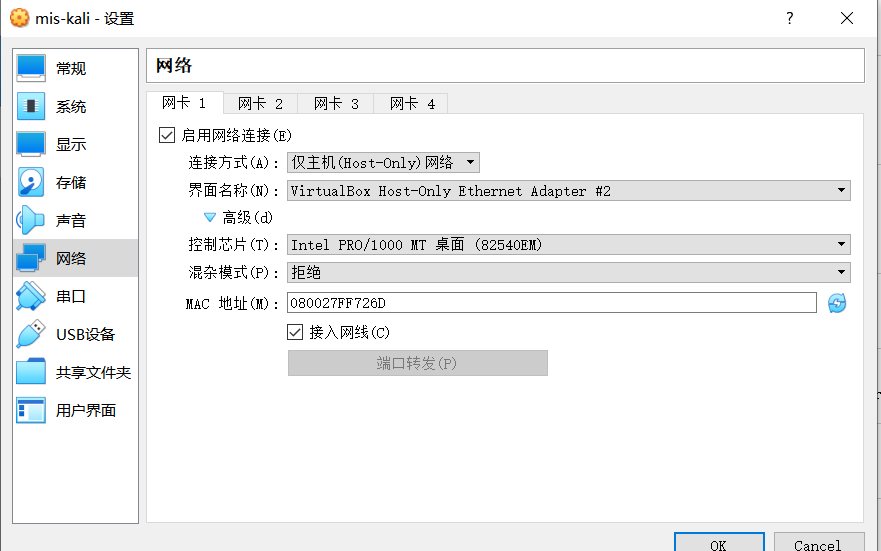 mis-kali - 设置
?
常规
系统
显示
存储
声音
网络
串口
USB设备
共享文件夹
用户界面
网络
网卡 1 网卡 2 网卡 3 网卡 4
启用网络连接(E)
连接方式(A): 仅主机(Host-Only)网络
界面名称(N): VirtualBox Host-Only Ethernet Adapter #2
高级(d)
控制芯片(T): Intel PRO/1000 MT 桌面 (82540EM)
混杂模式(P): 拒绝
MAC 地址(M): 080027FF726D
接入网线(C)
端口转发(P)
OK Cancel